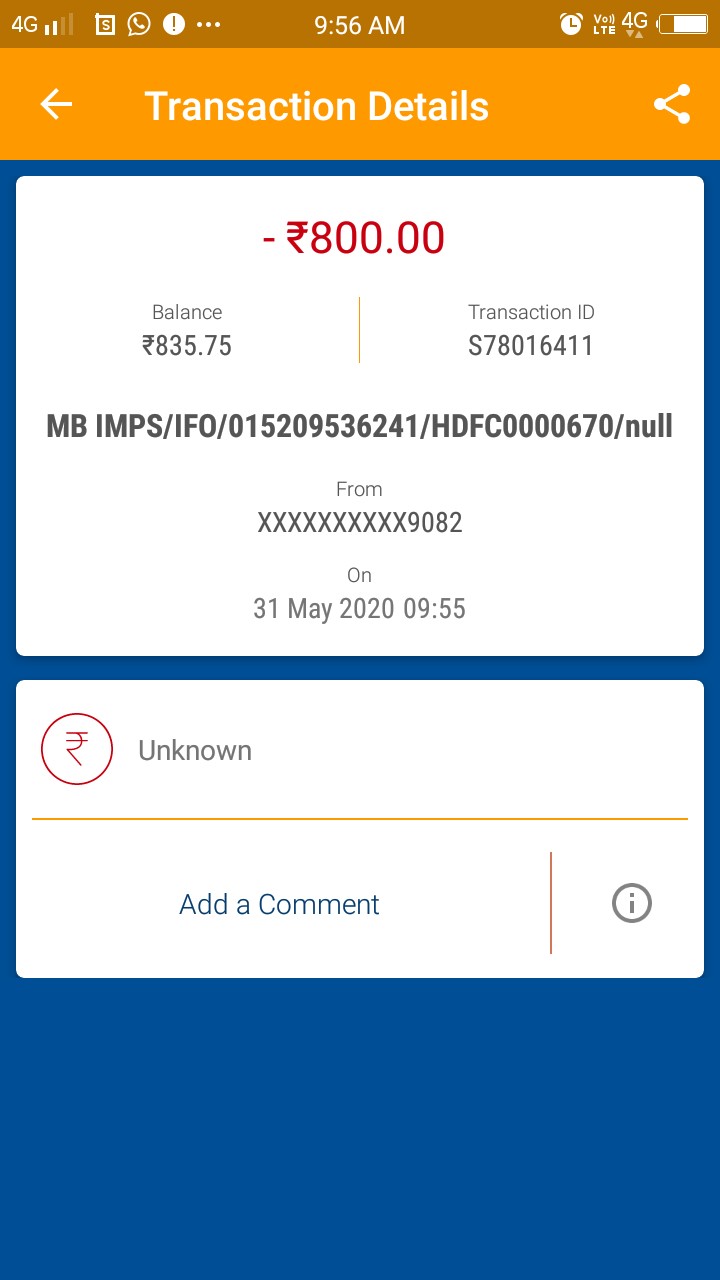 4G 9:56 AM Vo)) LTE 4G
Transaction Details
- ₹800.00
Balance Transaction ID
₹835.75 S78016411
MB IMPS/IFO/015209536241/HDFC0000670/null
From
XXXXXXXXXX9082
On
31 May 2020 09:55
₹ Unknown
Add a Comment